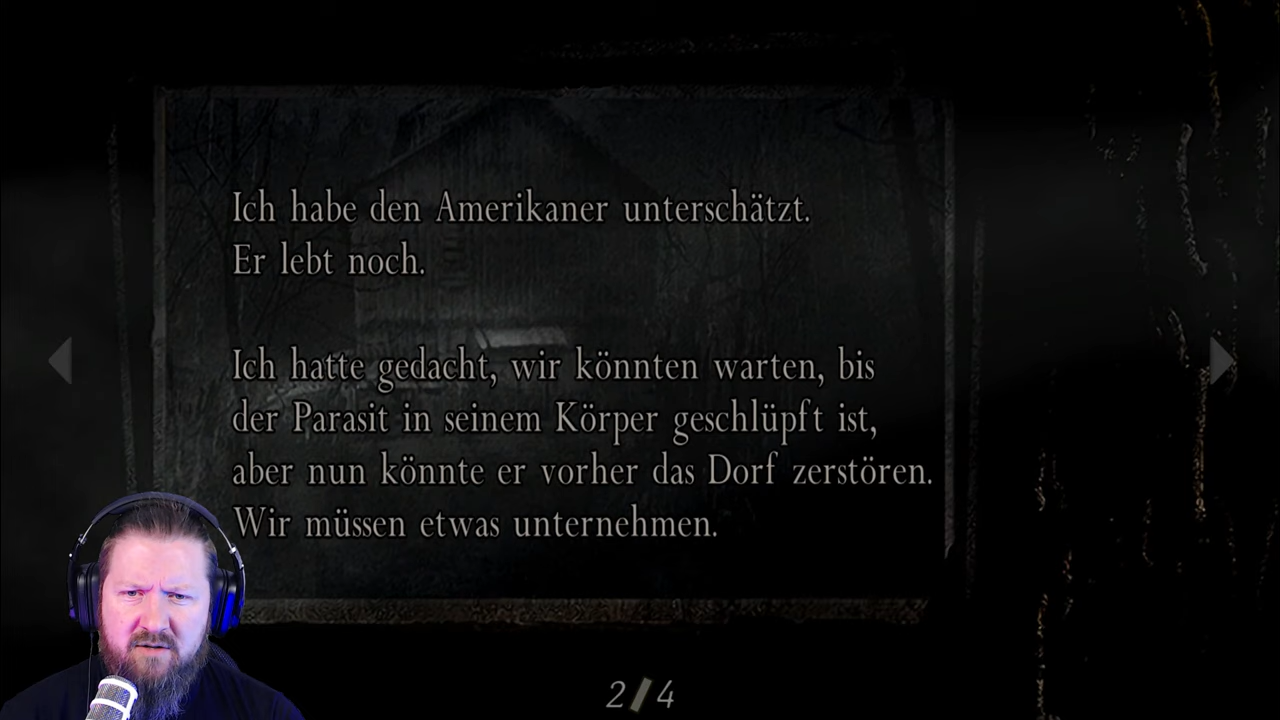 Ich habe den Amerikaner unterschätzt.
Er lebt noch.
Ich hatte gedacht, wir könnten warten, bis
der Parasit in seinem Körper geschlüpft ist,
aber nun könnte er vorher das Dorf zerstören.
Wir müssen etwas unternehmen.
2/4